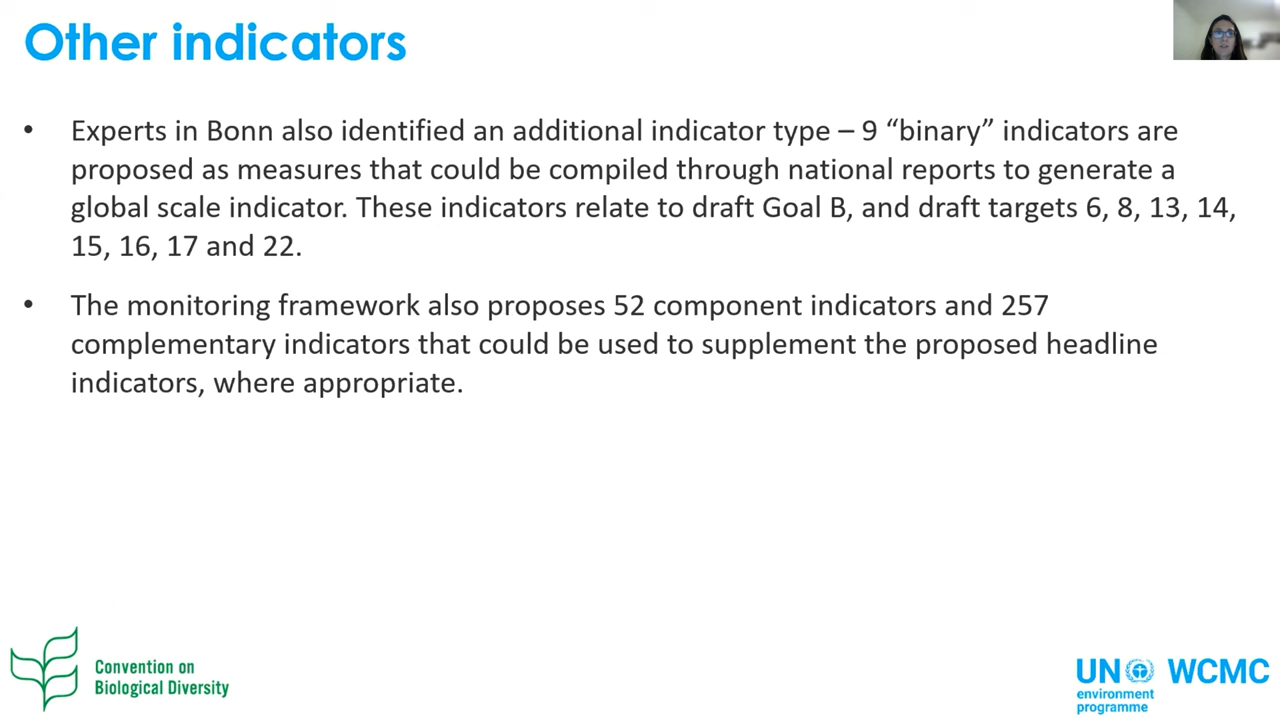 Other indicators
• Experts in Bonn also identified an additional indicator type – 9 “binary” indicators are
proposed as measures that could be compiled through national reports to generate a
global scale indicator. These indicators relate to draft Goal B, and draft targets 6, 8, 13, 14,
15, 16, 17 and 22.
• The monitoring framework also proposes 52 component indicators and 257
complementary indicators that could be used to supplement the proposed headline
indicators, where appropriate.
Convention on
Biological Diversity
UN WCMC
environment
programme